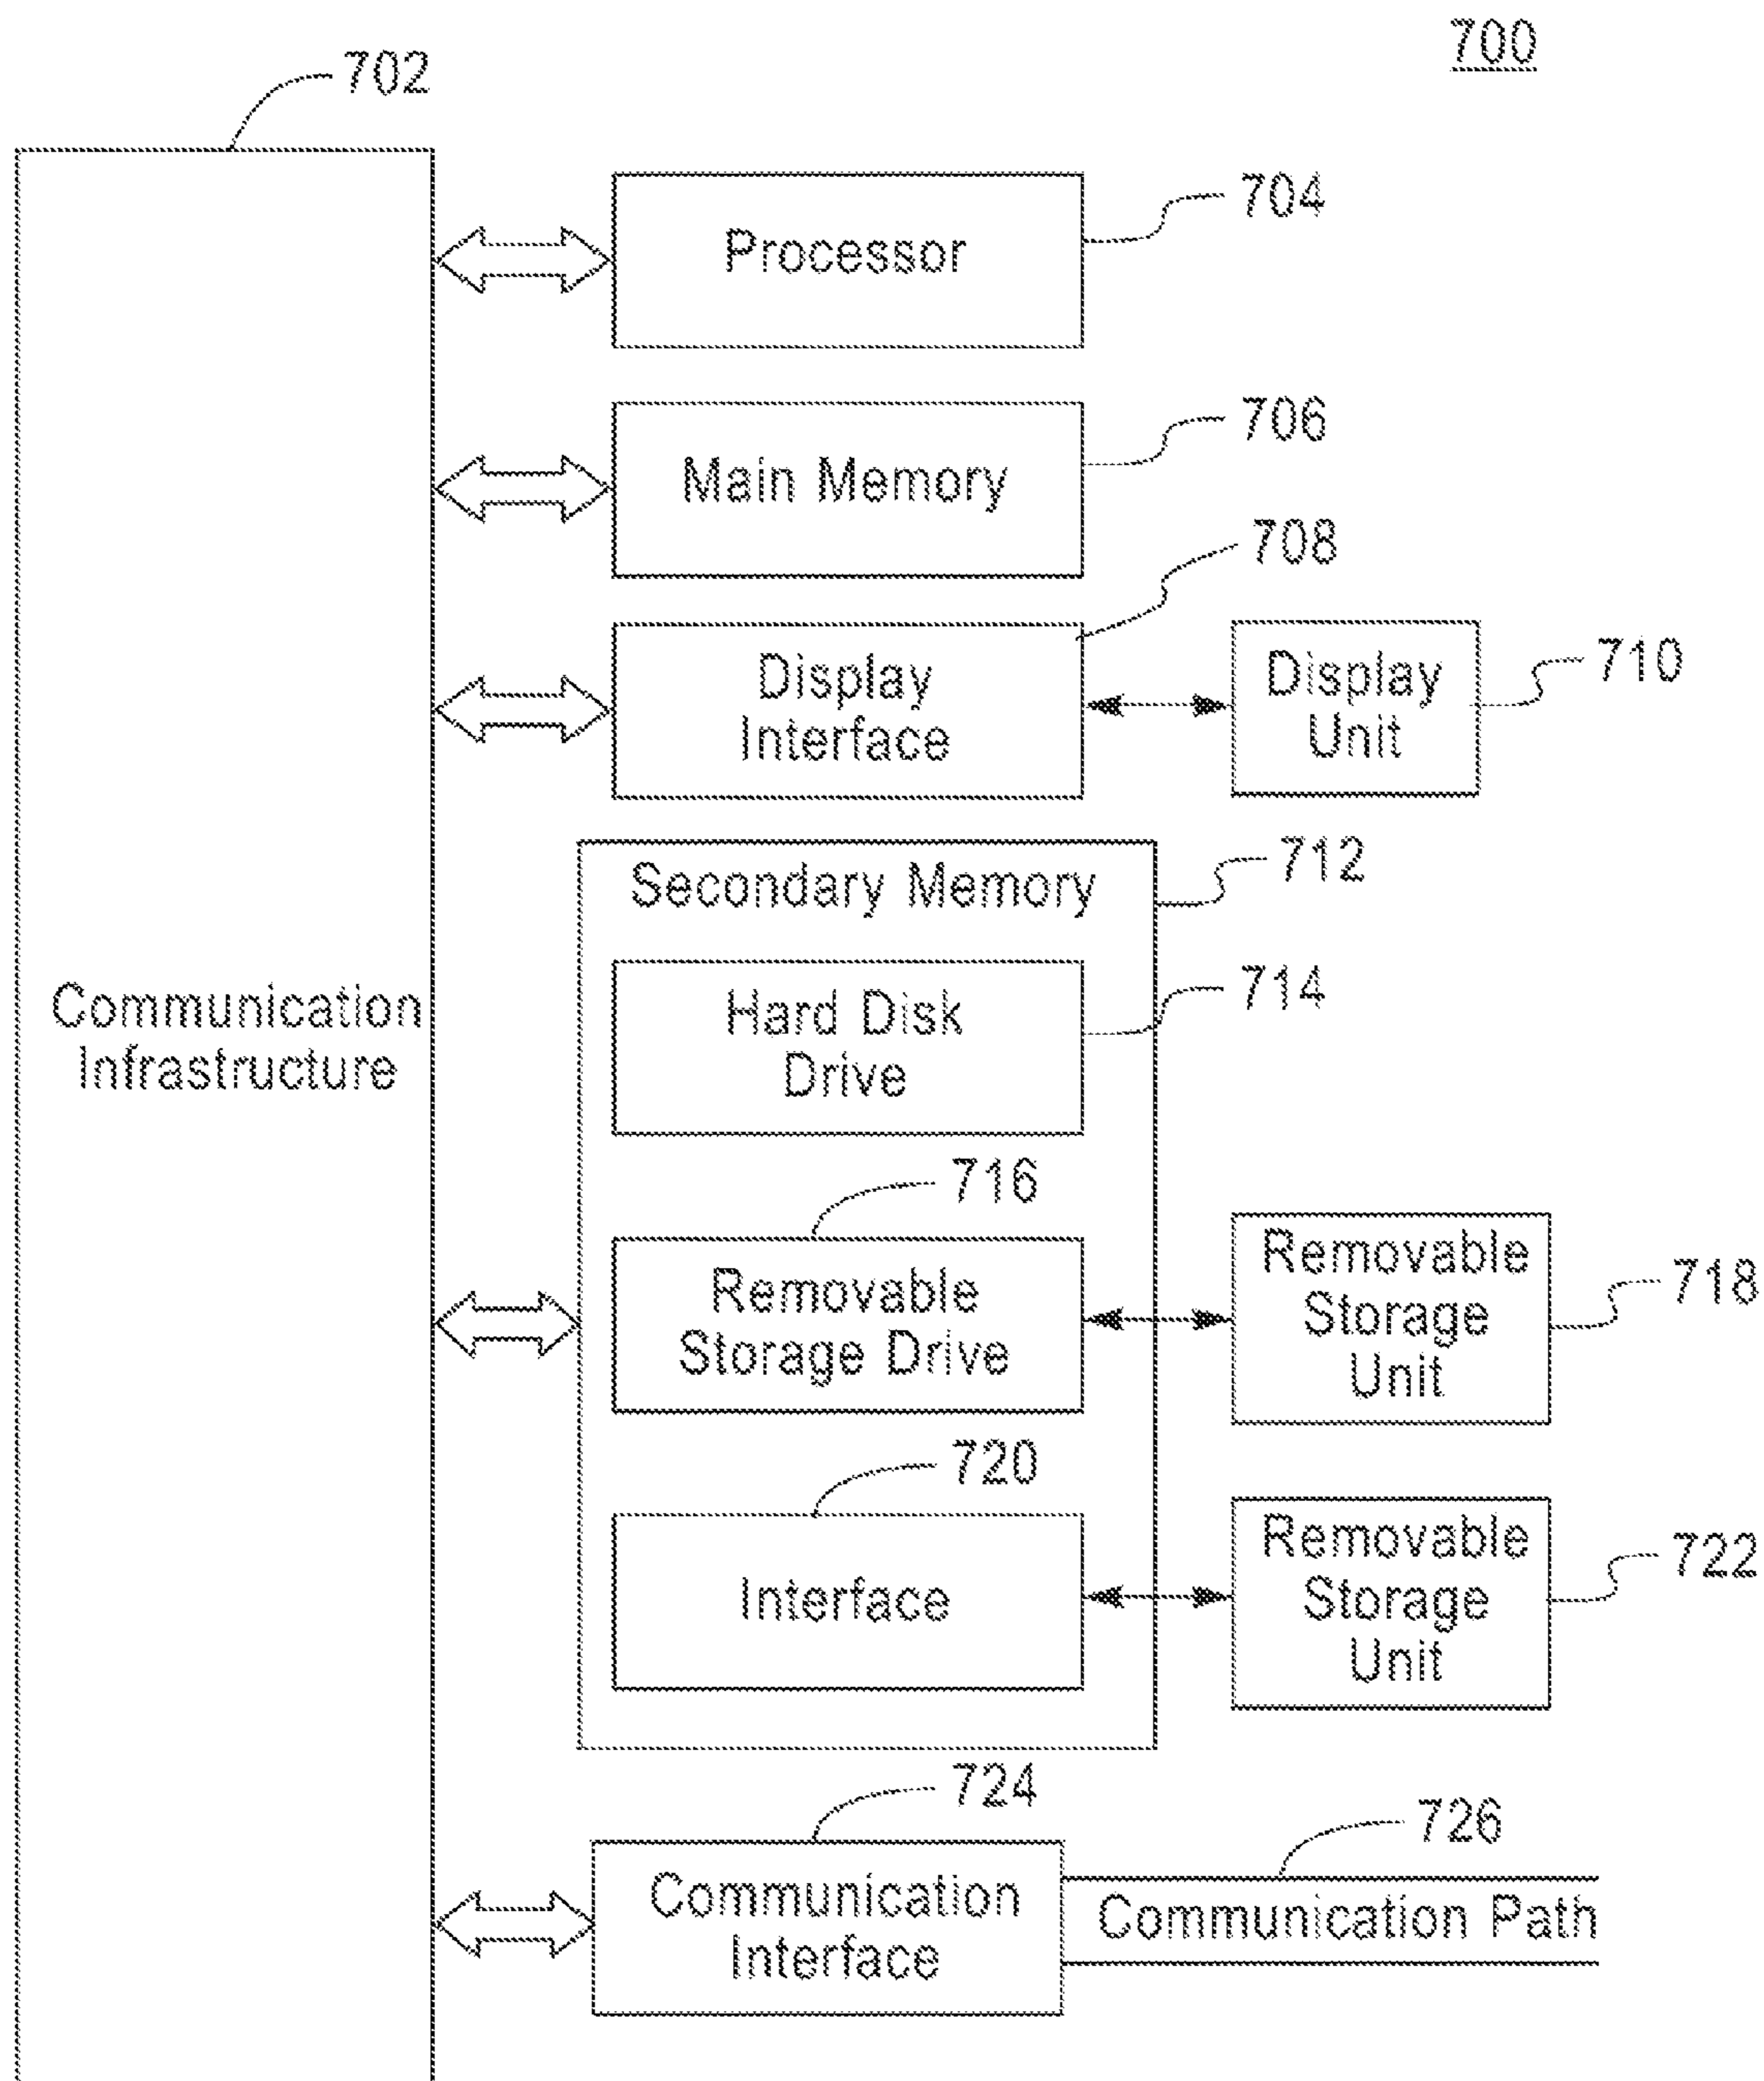 700
702
Processor
704
Main Memory
706
708
Display
Interface
Display
Unit
710
Secondary Memory
712
Communication
Infrastructure
Hard Disk
Drive
714
716
Removable
Storage Drive
Removable
Storage
Unit
718
720
Interface
Removable
Storage
Unit
722
724
Communication
Interface
726
Communication Path